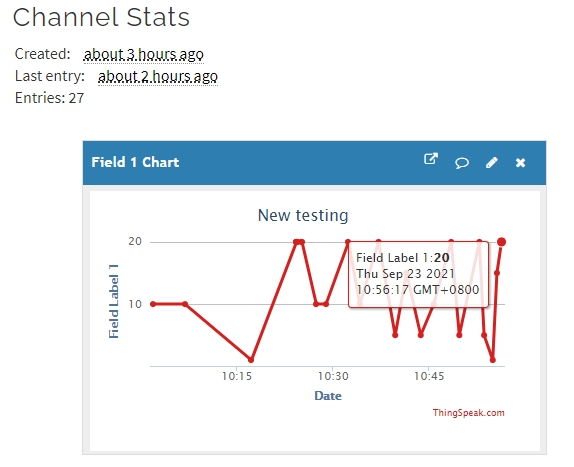 Channel Stats
Created: about 3 hours ago
Last entry: about 2 hours ago
Entries: 27
Field 1 Chart
New testing
Field Label 1
20
10
Field Label 1:20
Thu Sep 23 2021
10:56:17 GMT+0800
10:15 10:30 10:45
Date
ThingSpeak.com